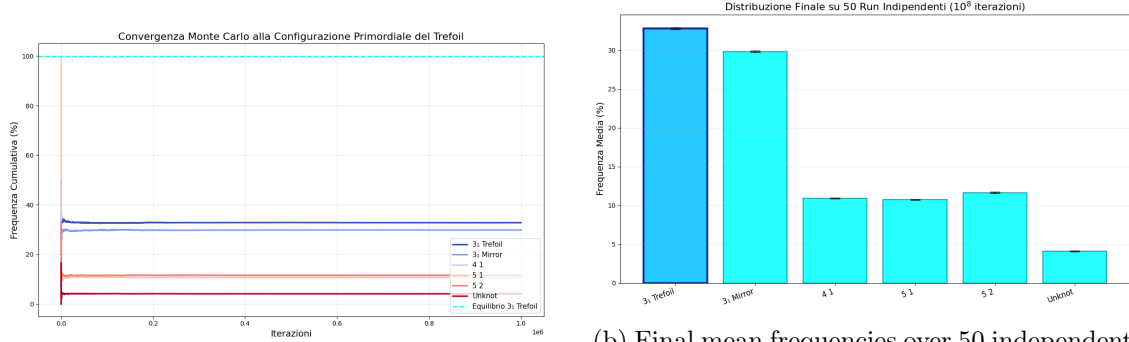 Convergenza Monte Carlo alla Configurazione Primordiale del Trefoil
Frequenza Cumulativa (%)
100
80
60
40
20
0
3₁ Trefoil
3₁ Mirror
4 1
5 1
5 2
Unknot
Equilibrio 3₁ Trefoil
0.0 0.2 0.4 0.6 0.8 1.0
1e6
Iterazioni
Distribuzione Finale su 50 Run Indipendenti (10⁸ iterazioni)
Frequenza Media (%)
30
25
20
15
10
5
0
3₁ Trefoil 3₁ Mirror 4 1 5 1 5 2 Unknot
(b) Final mean frequencies over 50 independent